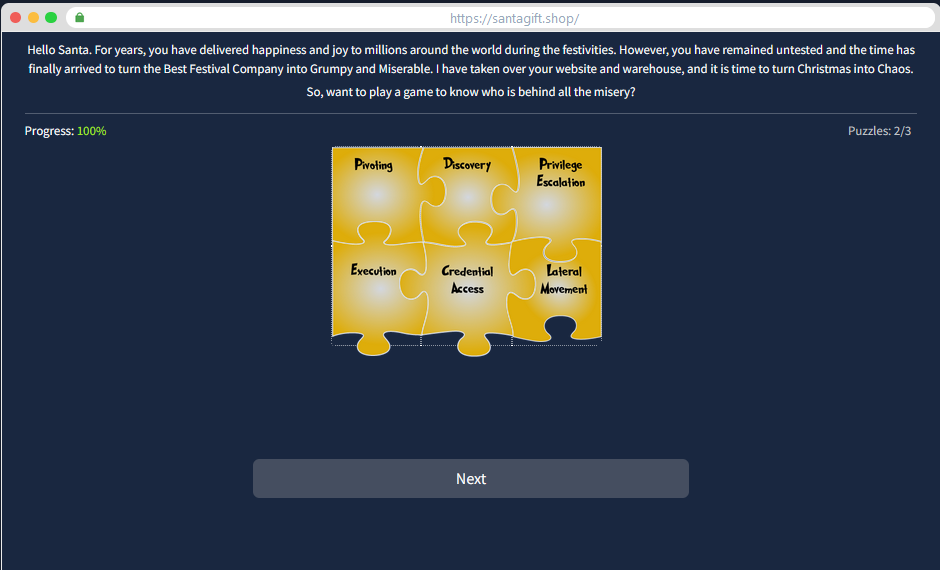 https://santagift.shop/
Hello Santa. For years, you have delivered happiness and joy to millions around the world during the festivities. However, you have remained untested and the time has
finally arrived to turn the Best Festival Company into Grumpy and Miserable. I have taken over your website and warehouse, and it is time to turn Christmas into Chaos.
So, want to play a game to know who is behind all the misery?
Progress: 100%
Puzzles: 2/3
Pivoting
Discovery
Privilege
Escalation
Execution
Credential
Access
Lateral
Movement
Next